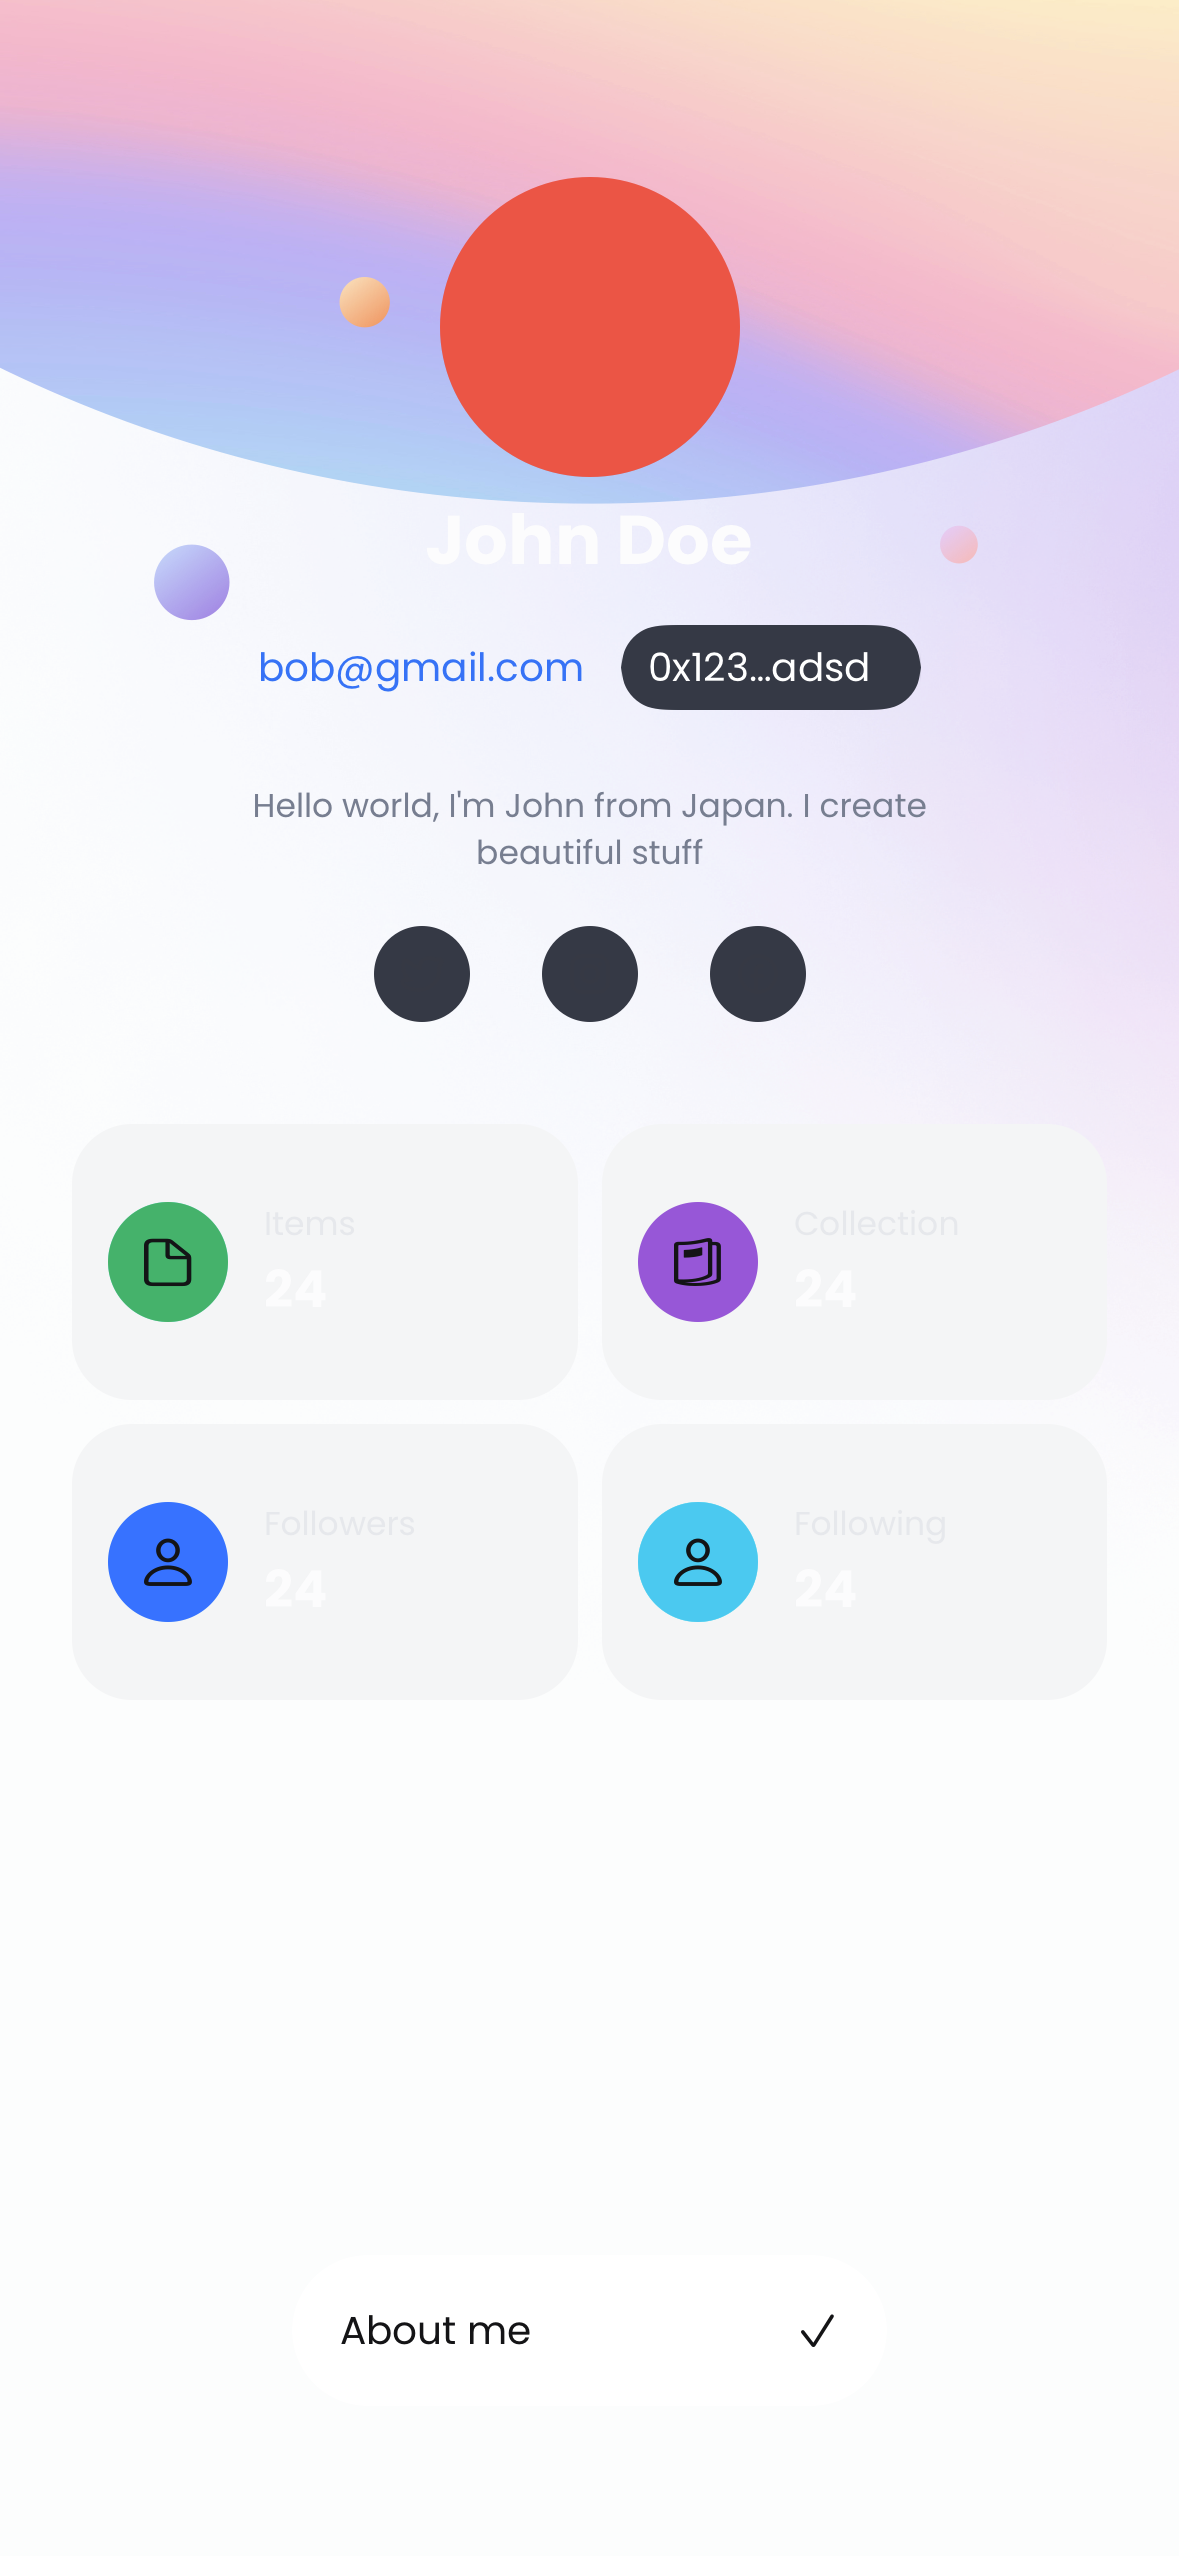 John Doe
bob@gmail.com
0x123...adsd
Hello world, I'm John from Japan. I create
beautiful stuff
Items
24
Collection
24
Followers
24
Following
24
About me